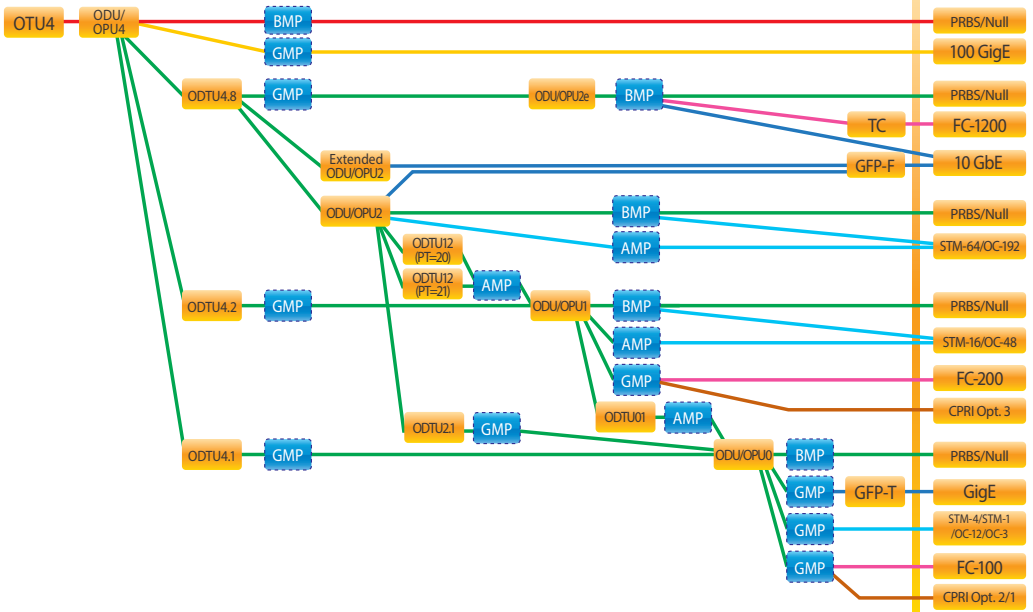 OTU4
ODU/
OPU4
BMP
PRBS/Null
GMP
100 GigE
ODTU4.8
GMP
ODU/OPU2e
BMP
PRBS/Null
TC
FC-1200
Extended
ODU/OPU2
GFP-F
10 GbE
ODU/OPU2
BMP
PRBS/Null
ODTU12
(PT=20)
AMP
STM-64/OC-192
ODTU12
(PT=21)
AMP
ODTU4.2
GMP
ODU/OPU1
BMP
PRBS/Null
AMP
STM-16/OC-48
GMP
FC-200
ODTU01
AMP
CPRI Opt. 3
ODTU2.1
GMP
ODTU4.1
GMP
ODU/OPU0
BMP
PRBS/Null
GMP
GFP-T
GigE
GMP
STM-4/STM-1
/OC-12/OC-3
GMP
FC-100
CPRI Opt. 2/1